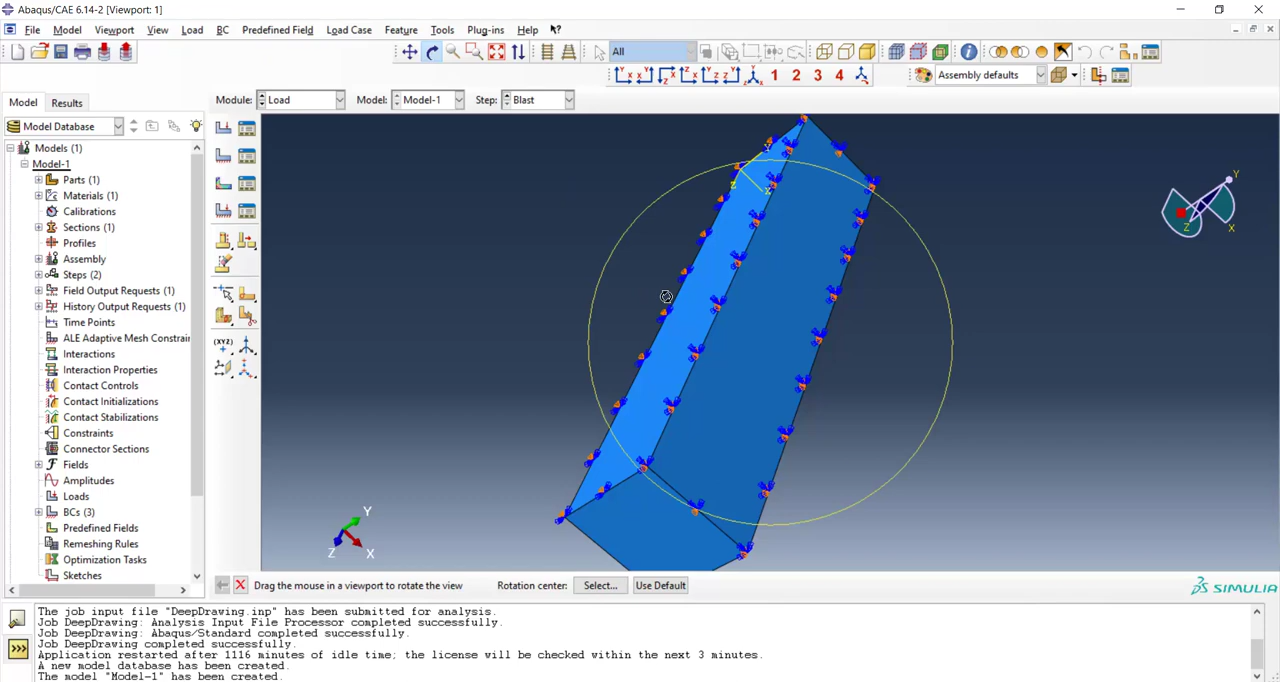 Abaqus/CAE 6.14-2 [Viewport: 1]
File Model Viewport View Load BC Predefined Field Load Case Feature Tools Plug-ins Help
All
1 2 3 4 Assembly defaults
Model Results
Module: Load Model: Model-1 Step: Blast
Model Database
Models (1)
Model-1
Parts (1)
Materials (1)
Calibrations
Sections (1)
Profiles
Assembly
Steps (2)
Field Output Requests (1)
History Output Requests (1)
Time Points
ALE Adaptive Mesh Constrai
Interactions
Interaction Properties
Contact Controls
Contact Initializations
Contact Stabilizations
Constraints
Connector Sections
Fields
Amplitudes
Loads
BCs (3)
Predefined Fields
Remeshing Rules
Optimization Tasks
Sketches
(XYZ)
Y
Z
X
Y
Z
X
Y
Z
X
Drag the mouse in a viewport to rotate the view Rotation center: Select... Use Default
SIMULIA
The job input file "DeepDrawing.inp" has been submitted for analysis.
Job DeepDrawing: Analysis Input File Processor completed successfully.
Job DeepDrawing: Abaqus/Standard completed successfully.
Job DeepDrawing completed successfully.
Application restarted after 1116 minutes of idle time; the license will be checked within the next 3 minutes.
A new model database has been created.
The model "Model-1" has been created.